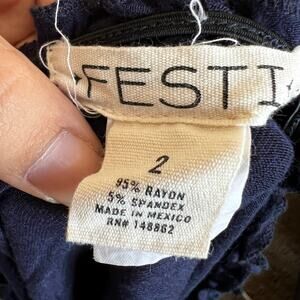 FESTI
2
95% RAYON
5% SPANDEX
MADE IN MEXICO
RN# 148862